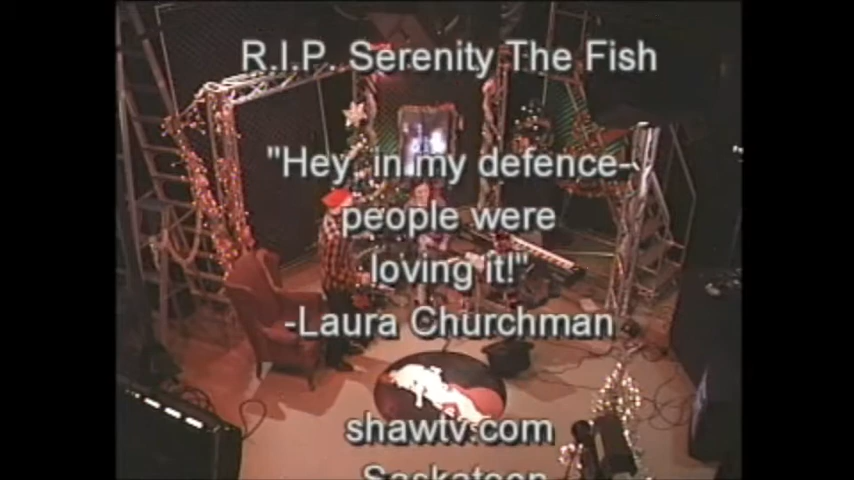 R.I.P. Serenity The Fish
"Hey, in my defence-
people were
loving it!"
-Laura Churchman
shawtv.com
Saskatoon